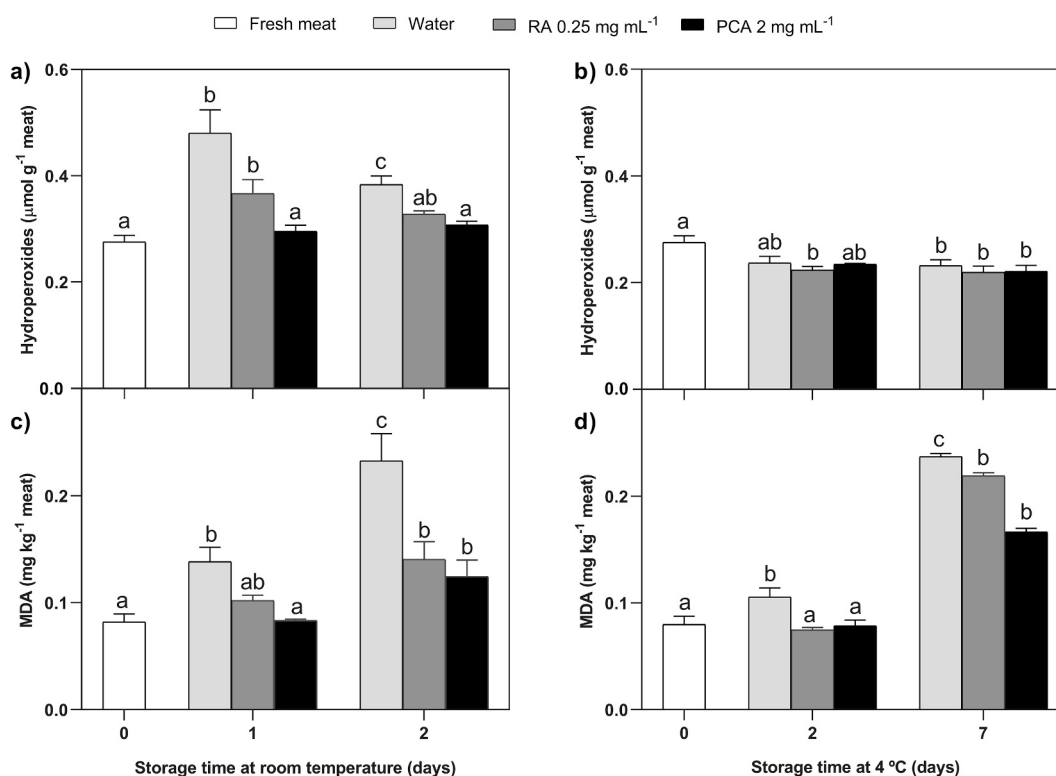 Fresh meat Water RA 0.25 mg mL⁻¹ PCA 2 mg mL⁻¹
a)
Hydroperoxides (μmol g⁻¹ meat)
0.6
0.4
0.2
0.0
a
b
b
a
c
ab
a
b)
Hydroperoxides (μmol g⁻¹ meat)
0.6
0.4
0.2
0.0
a
ab
b
ab
b
b
b
c)
MDA (mg kg⁻¹ meat)
0.2
0.1
0.0
a
b
ab
a
c
b
b
0 1 2
Storage time at room temperature (days)
d)
MDA (mg kg⁻¹ meat)
0.2
0.1
0.0
a
b
a
a
c
b
b
0 2 7
Storage time at 4 ºC (days)